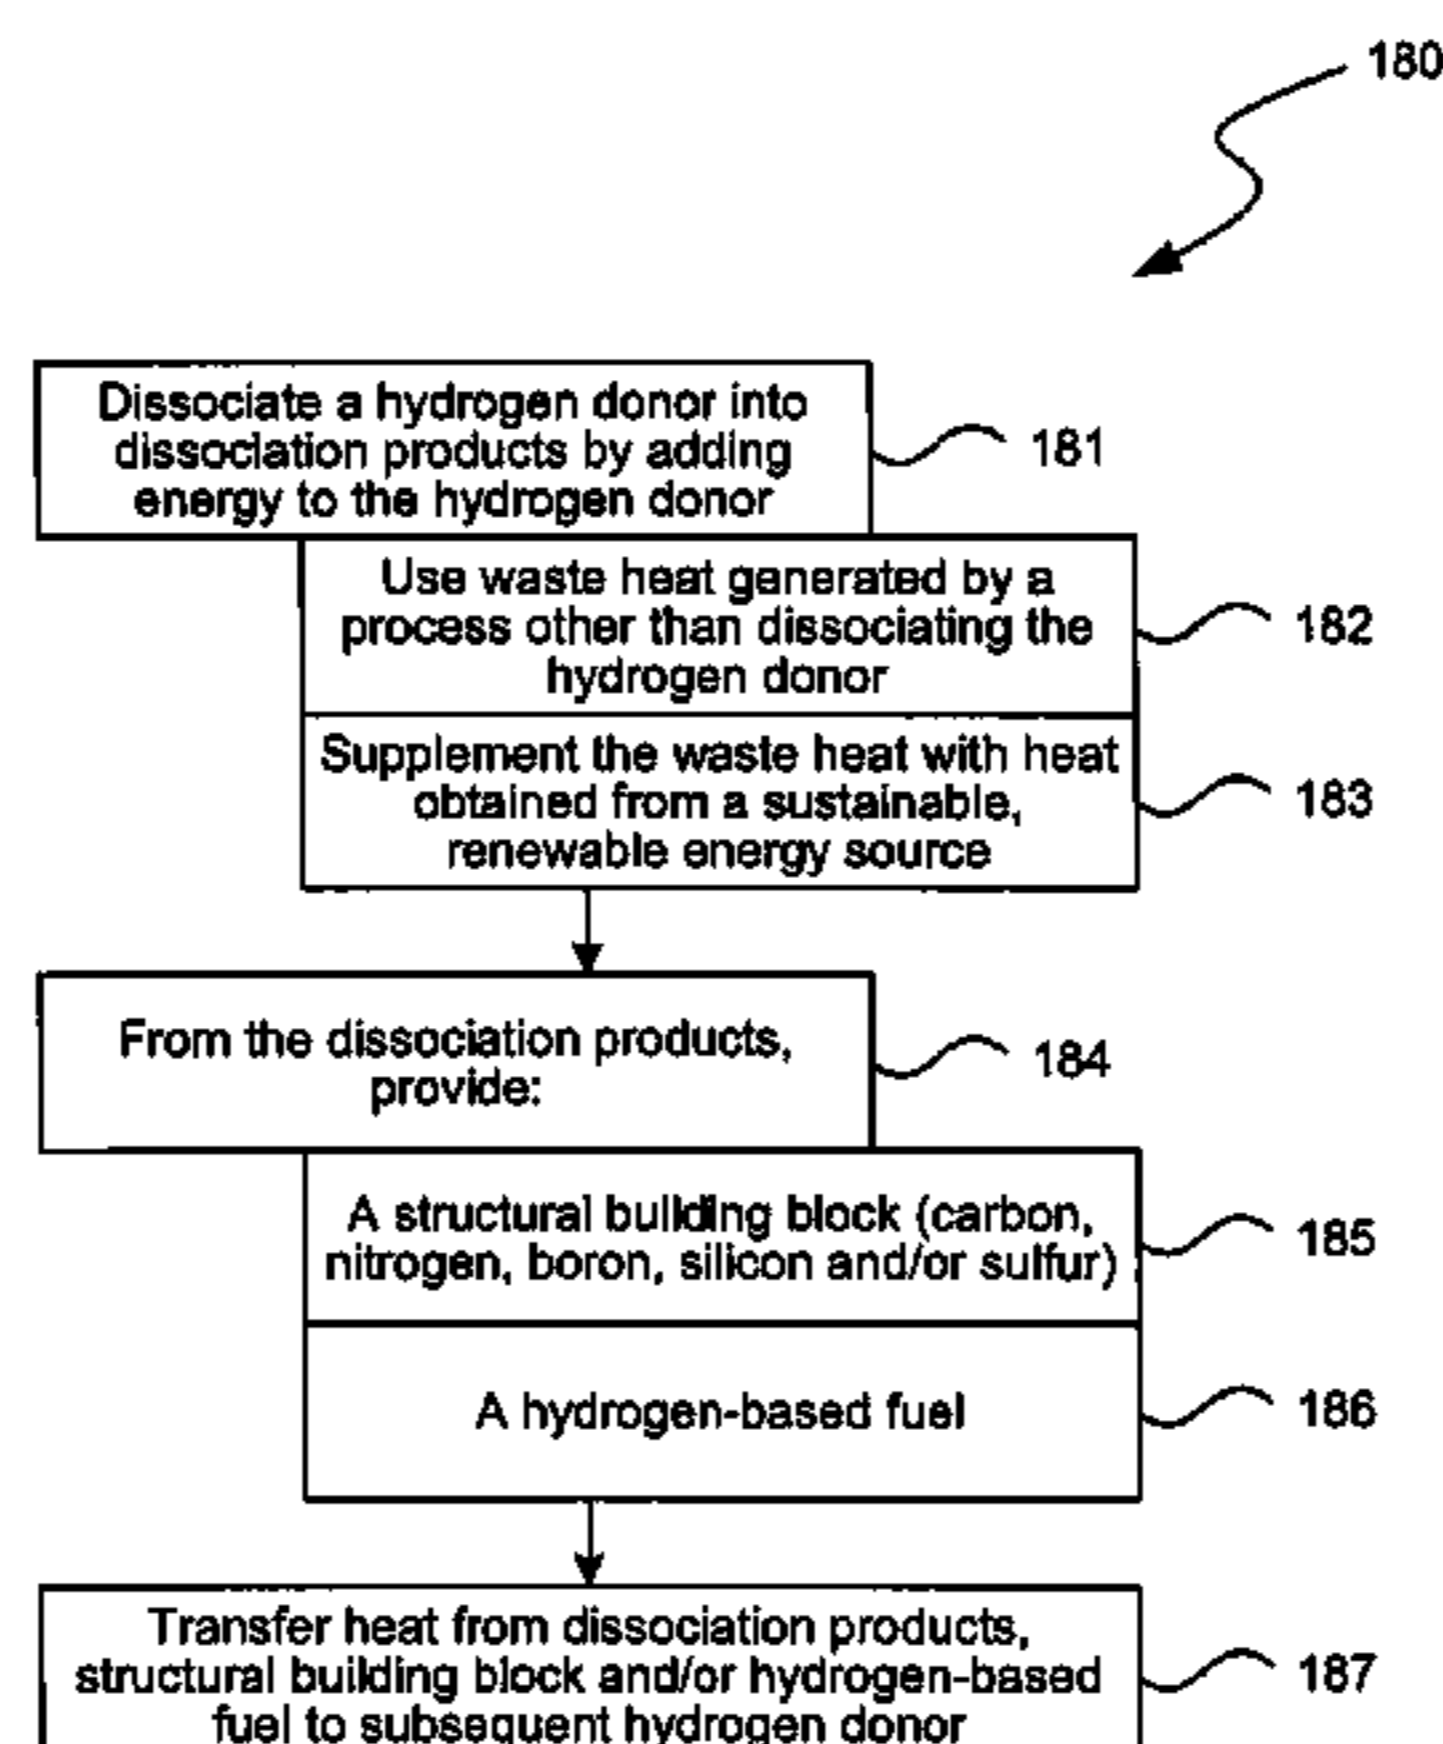 180
Dissociate a hydrogen donor into
dissociation products by adding
energy to the hydrogen donor
181
Use waste heat generated by a
process other than dissociating the
hydrogen donor
182
Supplement the waste heat with heat
obtained from a sustainable,
renewable energy source
183
From the dissociation products,
provide:
184
A structural building block (carbon,
nitrogen, boron, silicon and/or sulfur)
185
A hydrogen-based fuel
186
Transfer heat from dissociation products,
structural building block and/or hydrogen-based
fuel to subsequent hydrogen donor
187